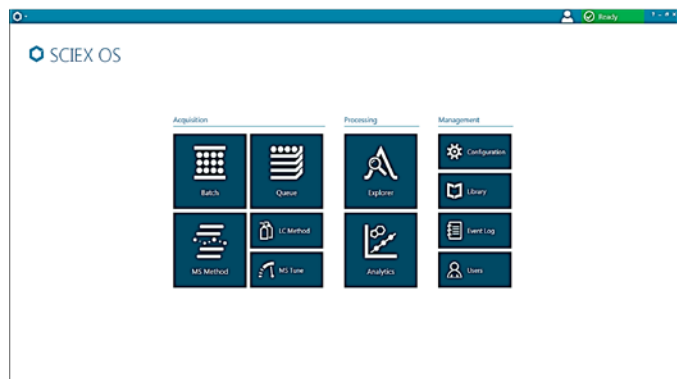 Ready
SCIEX OS
Acquisition
Processing
Management
Batch
Queue
Explorer
Configuration
Library
MS Method
LC Method
MS Tune
Analytics
Event Log
Users